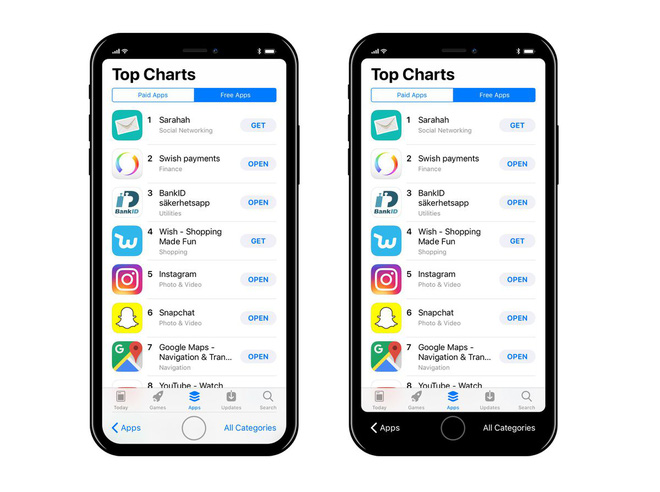 Top Charts
Paid Apps
Free Apps
1 Sarahah
Social Networking
GET
2 Swish payments
Finance
OPEN
BankID
3 BankID
säkerhetsapp
Utilities
OPEN
4 Wish - Shopping
Made Fun
Shopping
GET
5 Instagram
Photo & Video
OPEN
6 Snapchat
Photo & Video
OPEN
G
7 Google Maps -
Navigation & Tran...
Navigation
OPEN
8 YouTube - Watch
Today
Games
Apps
Updates
Search
Apps
All Categories
Top Charts
Paid Apps
Free Apps
1 Sarahah
Social Networking
GET
2 Swish payments
Finance
OPEN
BankID
3 BankID
säkerhetsapp
Utilities
OPEN
4 Wish - Shopping
Made Fun
Shopping
GET
5 Instagram
Photo & Video
OPEN
6 Snapchat
Photo & Video
OPEN
G
7 Google Maps -
Navigation & Tran...
Navigation
OPEN
8 YouTube - Watch
Today
Games
Apps
Updates
Search
Apps
All Categories